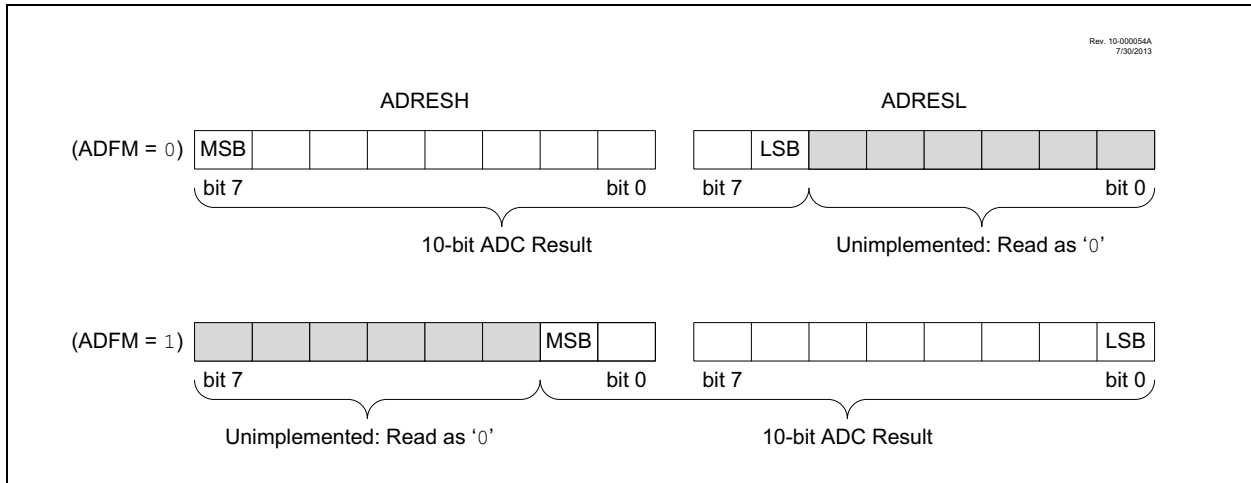 Rev. 10-000054A
7/30/2013
ADRESH ADRESL
(ADFM = 0) MSB LSB
bit 7 bit 0 bit 7 bit 0
10-bit ADC Result Unimplemented: Read as ‘0’
(ADFM = 1) MSB LSB
bit 7 bit 0 bit 7 bit 0
Unimplemented: Read as ‘0’ 10-bit ADC Result